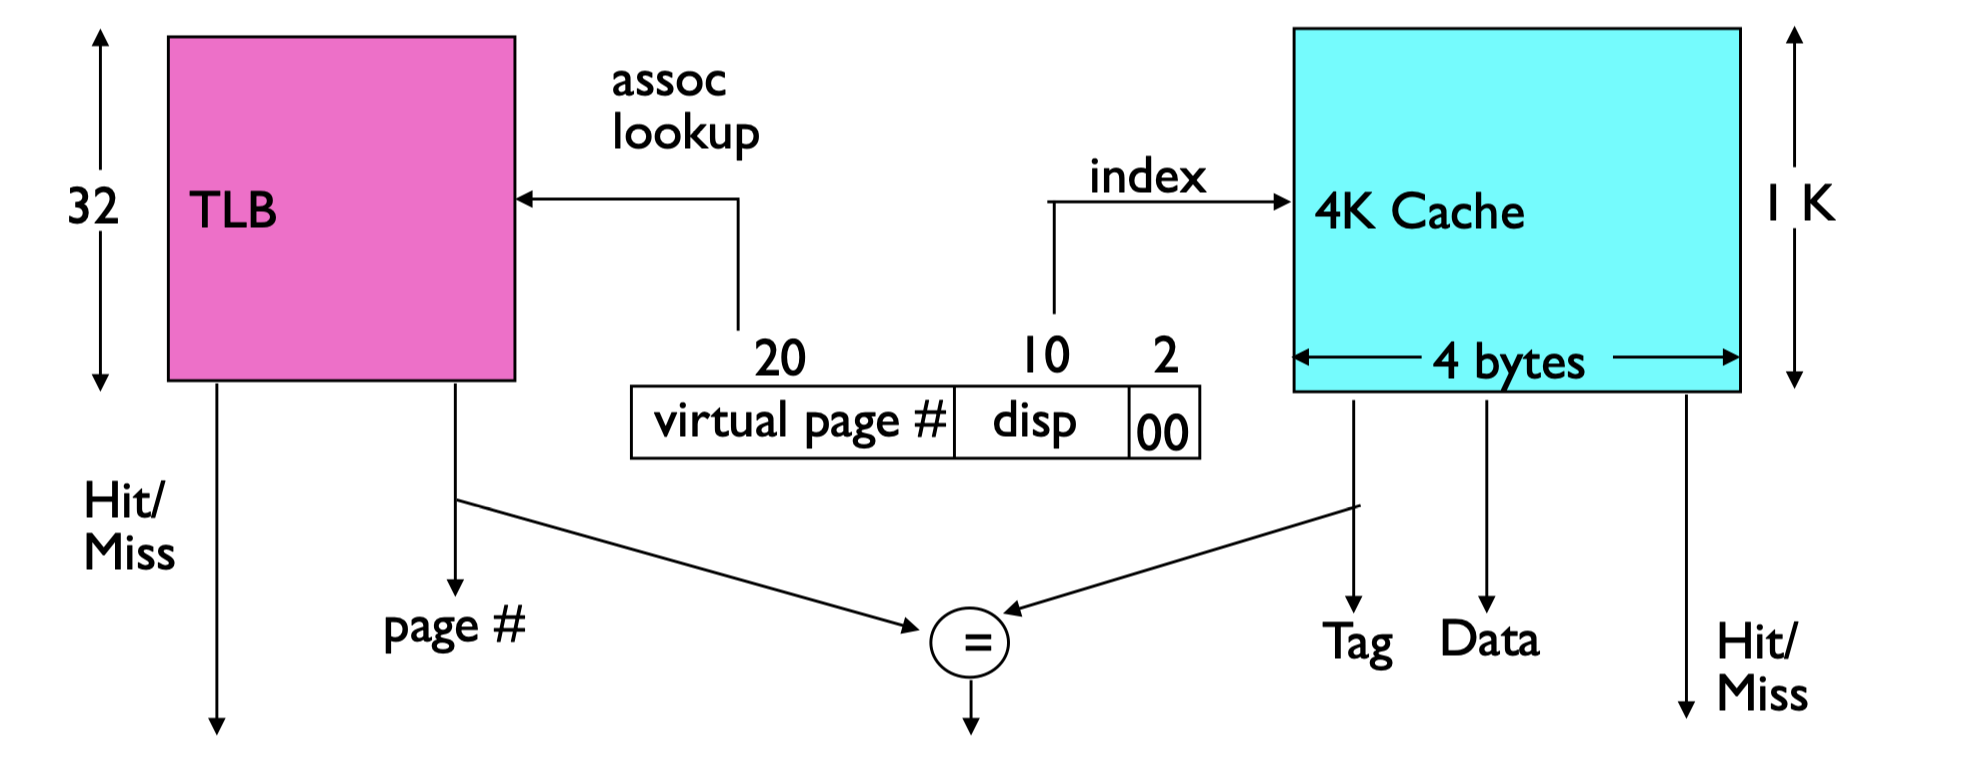 assoc
lookup
index
32
TLB
4K Cache
1 K
20
10
2
4 bytes
virtual page #
disp
00
Hit/
Miss
page #
=
Tag
Data
Hit/
Miss